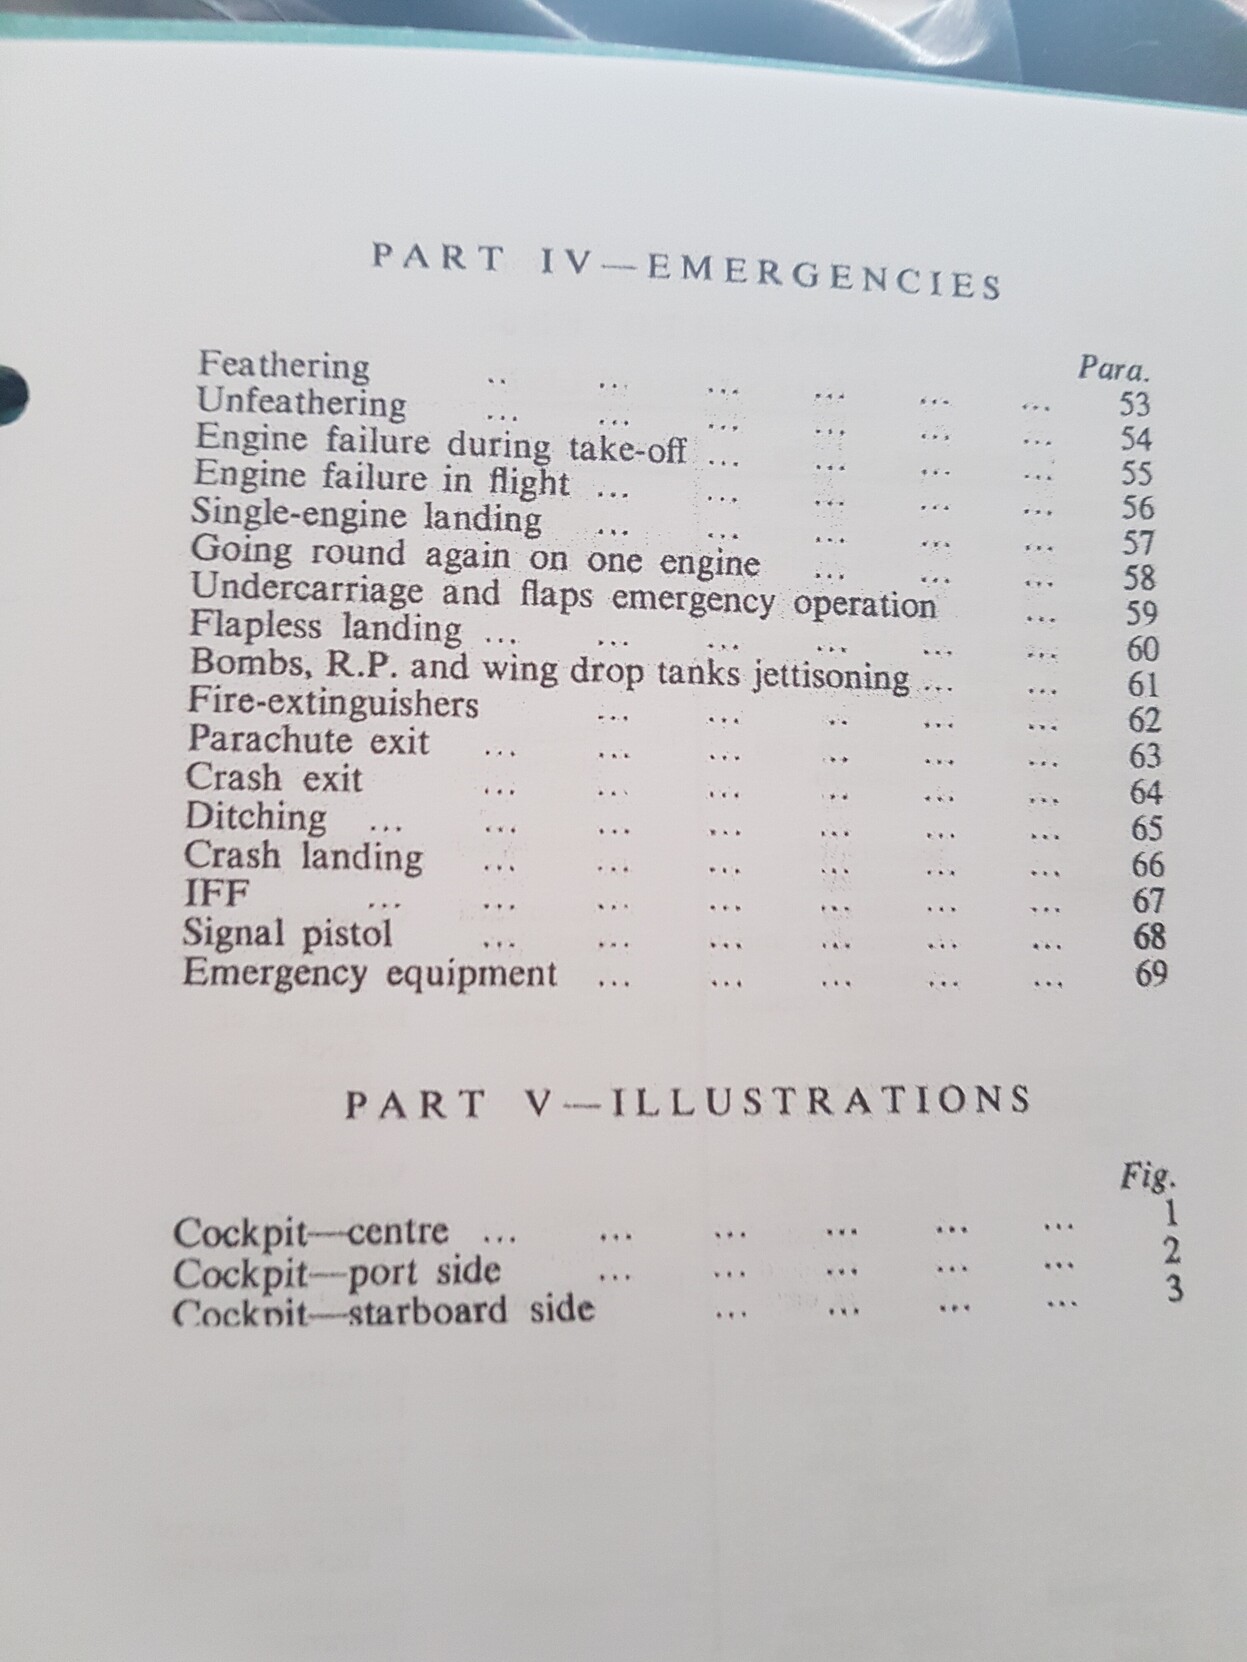 PART IV—EMERGENCIES
Para.
Feathering .. ... ... ... ... ... 53
Unfeathering ... ... ... ... ... ... 54
Engine failure during take-off ... ... ... ... 55
Engine failure in flight ... ... ... ... ... 56
Single-engine landing ... ... ... ... ... 57
Going round again on one engine ... ... ... 58
Undercarriage and flaps emergency operation ... 59
Flapless landing ... ... ... ... ... ... 60
Bombs, R.P. and wing drop tanks jettisoning ... ... 61
Fire-extinguishers ... ... .. ... ... 62
Parachute exit ... ... ... .. ... ... 63
Crash exit ... ... ... .. ... ... 64
Ditching ... ... ... ... ... ... ... 65
Crash landing ... ... ... ... ... ... 66
IFF ... ... ... ... ... ... ... 67
Signal pistol ... ... ... ... ... ... 68
Emergency equipment ... ... ... ... ... 69
PART V—ILLUSTRATIONS
Fig.
Cockpit—centre ... ... ... ... ... ... 1
Cockpit—port side ... ... ... ... ... 2
Cockpit—starboard side ... ... ... ... 3